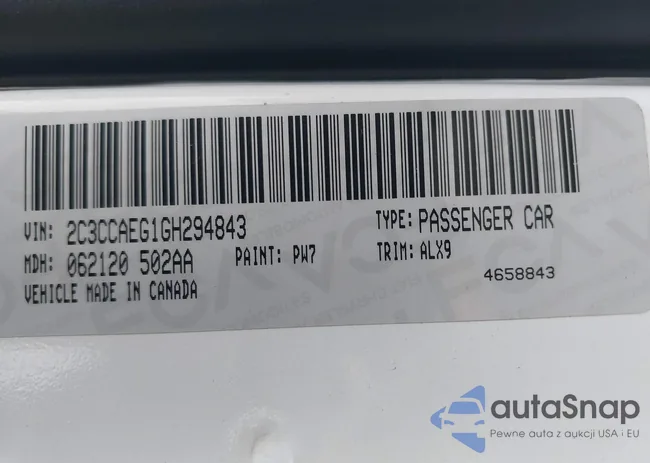 VIN: 2C3CCAEG1GH294843 TYPE: PASSENGER CAR
MDH: 062120 502AA PAINT: PW7 TRIM: ALX9
VEHICLE MADE IN CANADA 4658843
autaSnap
Pewne auta z aukcji USA i EU